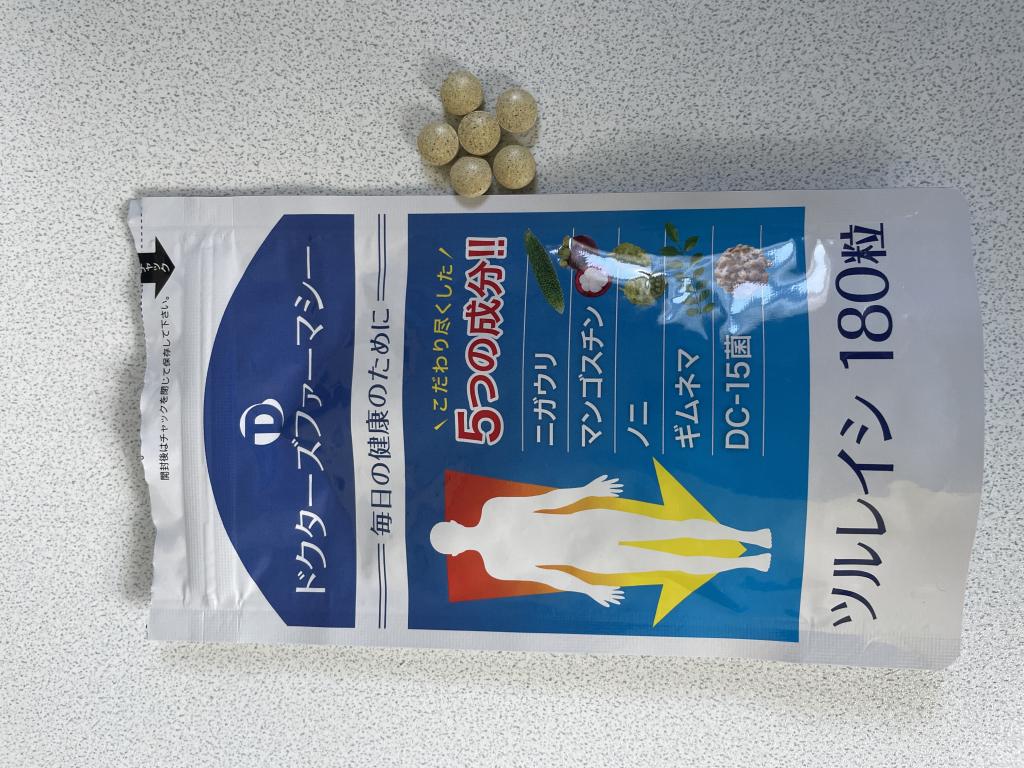 チャック
開封後はチャックを閉じて保存して下さい。
D
ドクターズファーマシー
毎日の健康のために
こだわり尽くした
5つの成分!!
ニガウリ
マンゴスチン
ノニ
ギムネマ
DC-15菌
ツルレイシ 180粒